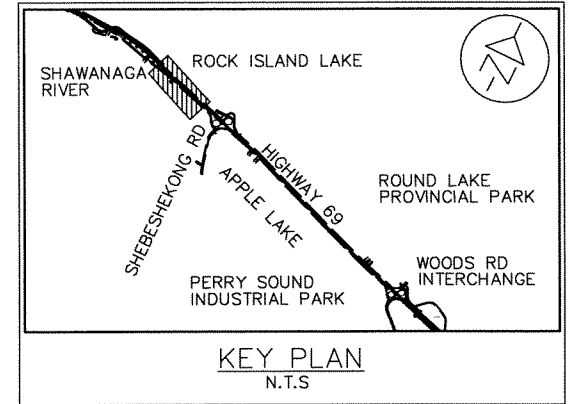 ROCK ISLAND LAKE
SHAWANAGA
RIVER
SHEBESHEKONG RD
HIGHWAY 69
APPLE LAKE
ROUND LAKE
PROVINCIAL PARK
WOODS RD
INTERCHANGE
PERRY SOUND
INDUSTRIAL PARK
N
KEY PLAN
N.T.S